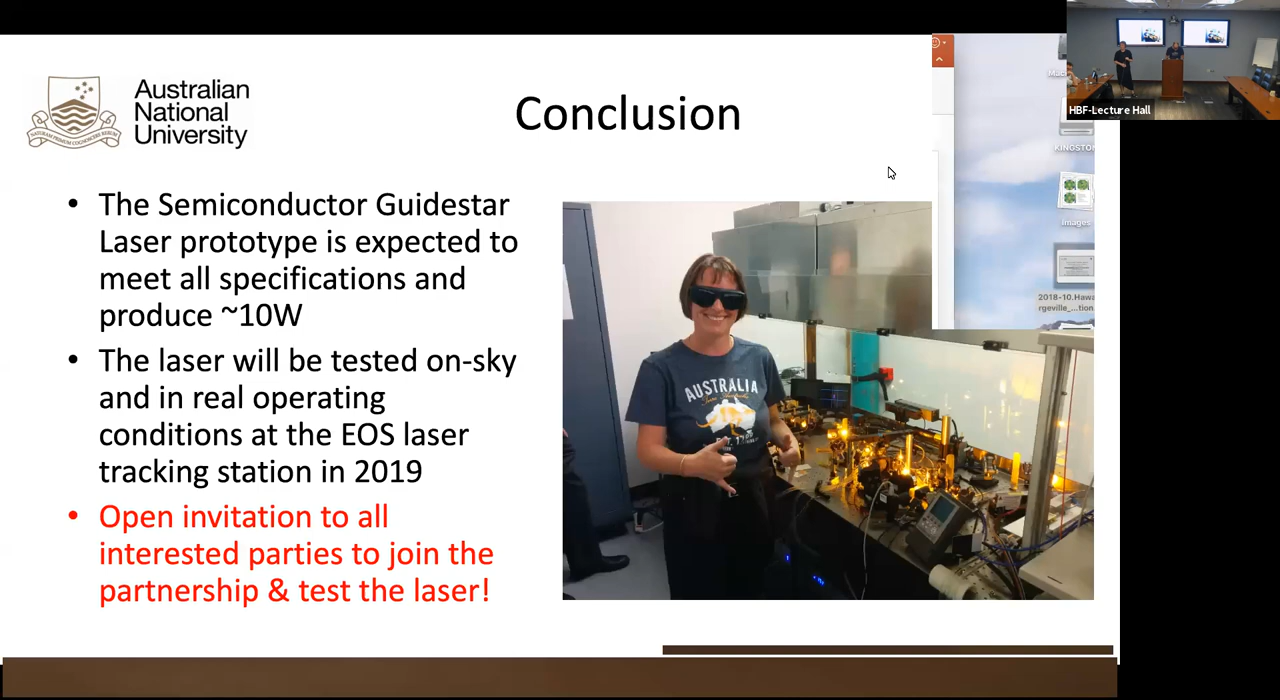 Australian
National
University
Conclusion
• The Semiconductor Guidestar
Laser prototype is expected to
meet all specifications and
produce ~10W
• The laser will be tested on-sky
and in real operating
conditions at the EOS laser
tracking station in 2019
• Open invitation to all
interested parties to join the
partnership & test the laser!
AUSTRALIA
HBF-Lecture Hall
KINGSTON
Images
2018-10.Hawa
rgeville_...tion